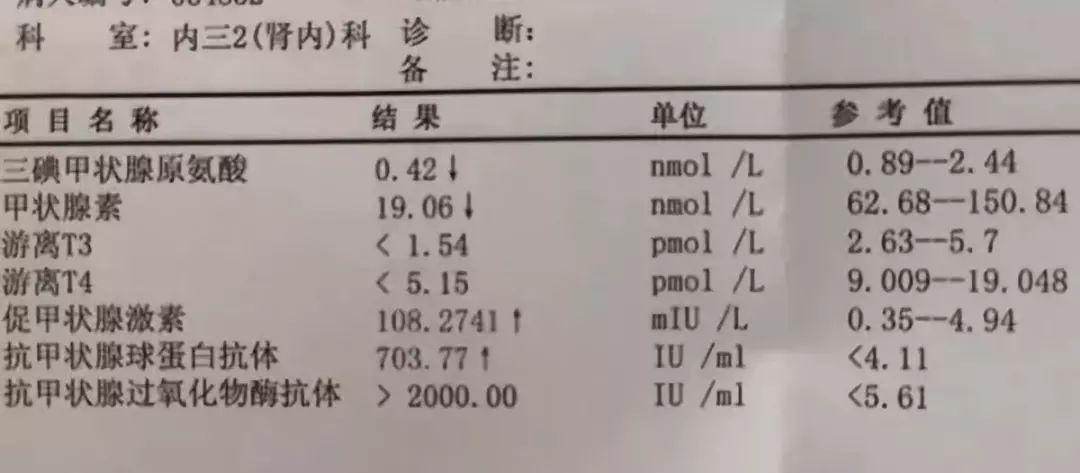 科 室: 内三2(肾内)科 诊 断:
备 注:
项目名称 结果 单位 参考值
三碘甲状腺原氨酸 0.42↓ nmol /L 0.89--2.44
甲状腺素 19.06↓ nmol /L 62.68--150.84
游离T3 < 1.54 pmol /L 2.63--5.7
游离T4 < 5.15 pmol /L 9.009--19.048
促甲状腺激素 108.2741↑ mIU /L 0.35--4.94
抗甲状腺球蛋白抗体 703.77↑ IU /ml <4.11
抗甲状腺过氧化物酶抗体 > 2000.00 IU /ml <5.61